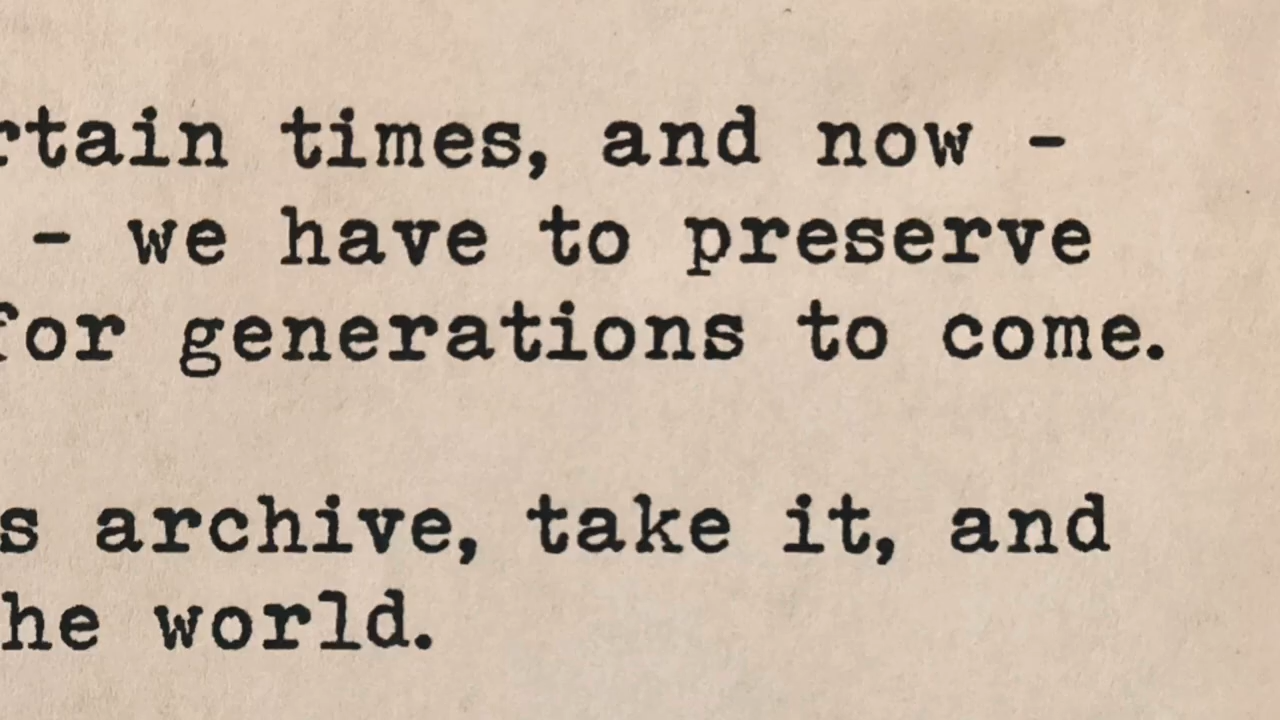 rtain times, and now -
- we have to preserve
for generations to come.
s archive, take it, and
he world.